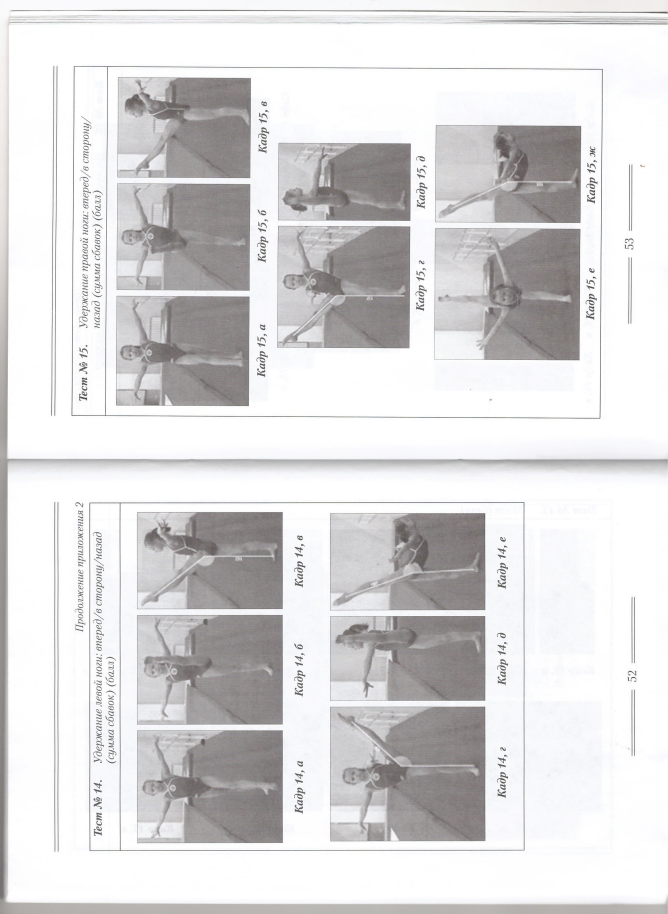 Продолжение приложения 2
Тест № 14. Удержание левой ноги: вперед/в сторону/назад
(сумма сбавок) (балл)
Кадр 14, а
Кадр 14, б
Кадр 14, в
Кадр 14, г
Кадр 14, д
Кадр 14, е
52
Тест № 15. Удержание правой ноги: вперед/в сторону/
назад (сумма сбавок) (балл)
Кадр 15, а
Кадр 15, б
Кадр 15, в
Кадр 15, г
Кадр 15, д
Кадр 15, е
Кадр 15, ж
53